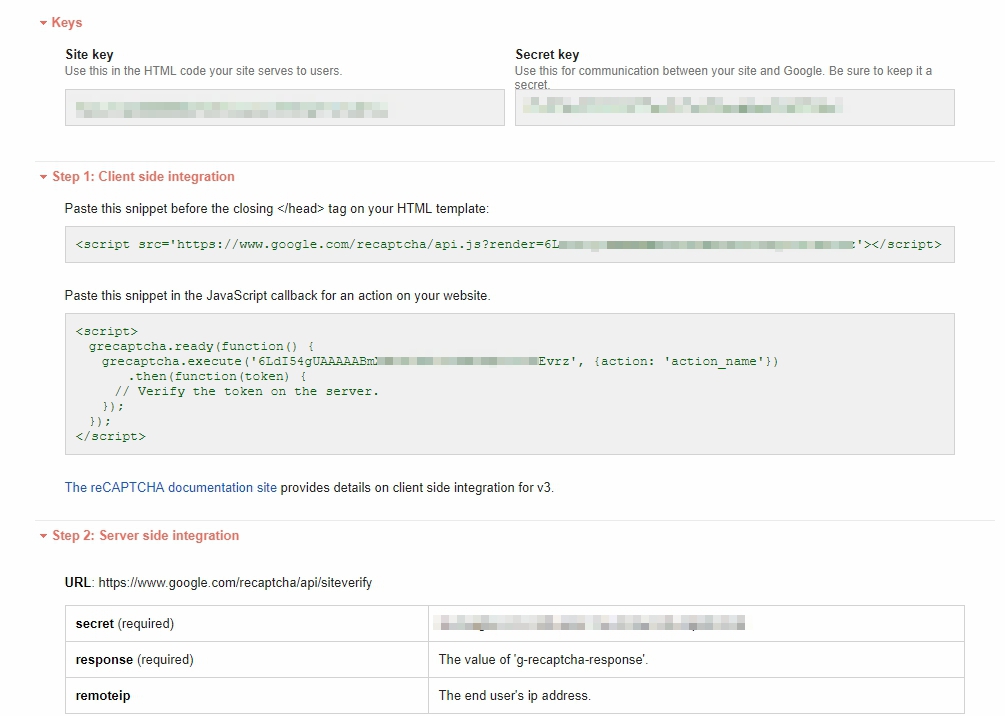 Keys
Site key
Use this in the HTML code your site serves to users.
Secret key
Use this for communication between your site and Google. Be sure to keep it a
secret.
Step 1: Client side integration
Paste this snippet before the closing </head> tag on your HTML template:
<script src='https://www.google.com/recaptcha/api.js?render=6L '></script>
Paste this snippet in the JavaScript callback for an action on your website.
<script>
grecaptcha.ready(function() {
grecaptcha.execute('6LdI54gUAAAAABm Evrz', {action: 'action_name'})
.then(function(token) {
// Verify the token on the server.
});
});
</script>
The reCAPTCHA documentation site provides details on client side integration for v3.
Step 2: Server side integration
URL: https://www.google.com/recaptcha/api/siteverify
secret (required)
response (required) The value of 'g-recaptcha-response'.
remoteip The end user's ip address.